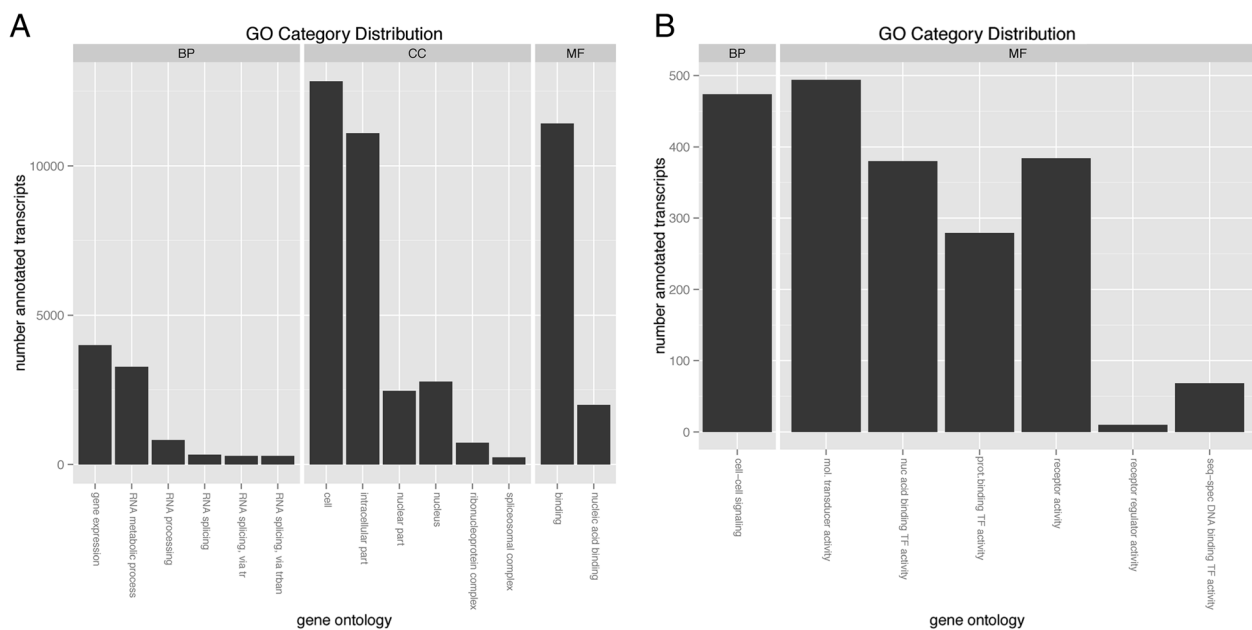 A
GO Category Distribution
BP CC MF
number annotated transcripts
10000
5000
0
gene expression
RNA metabolic process
RNA processing
RNA splicing
RNA splicing, via tr
RNA splicing, via trban
cell
intracellular part
nuclear part
nucleus
ribonucleoprotein complex
spliceosomal complex
binding
nucleic acid binding
gene ontology
B
GO Category Distribution
BP MF
number annotated transcripts
500
400
300
200
100
0
cell-cell signaling
mol. transducer activity
nuc.acid binding TF activity
prot.binding TF activity
receptor activity
receptor regulator activity
seq-spec DNA binding TF activity
gene ontology